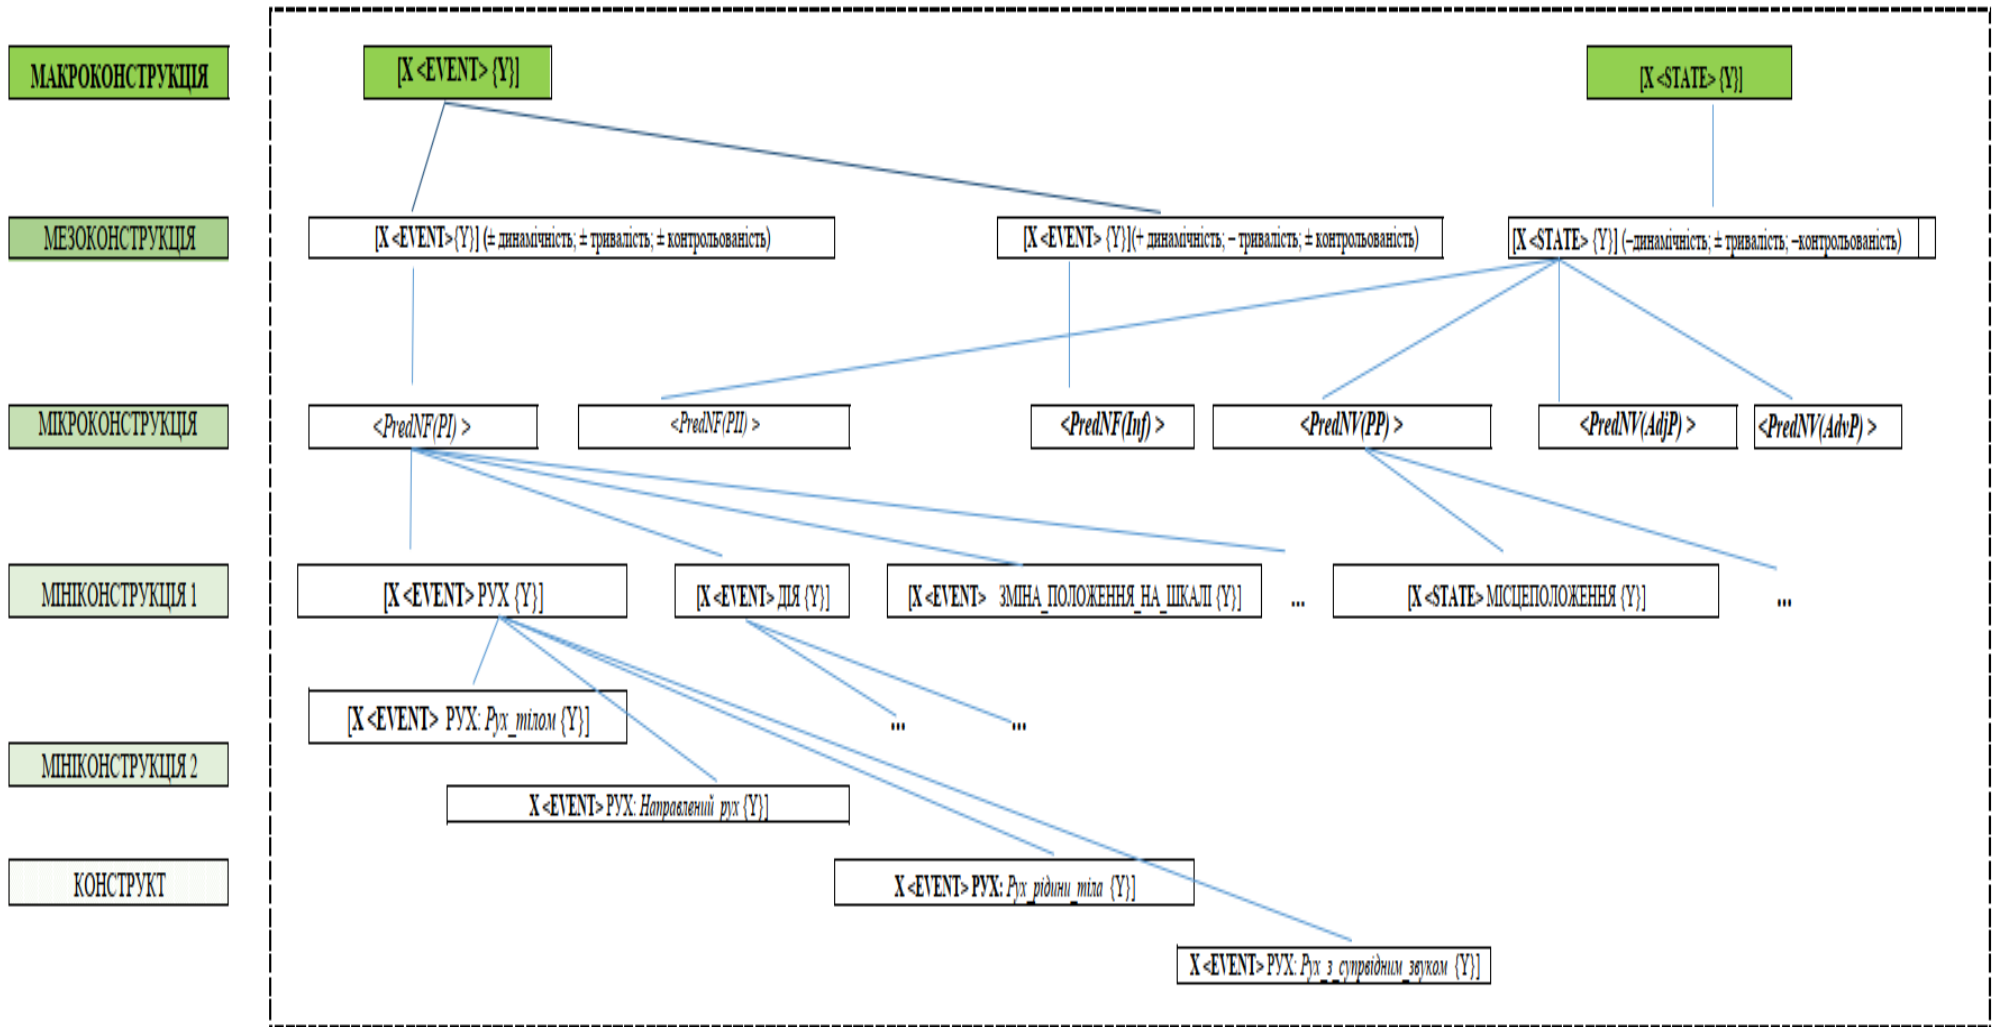 МАКРОКОНСТРУКЦІЯ
[X <EVENT> {Y}]
[X <STATE> {Y}]
МЕЗОКОНСТРУКЦІЯ
[X <EVENT>{Y}] (± динамічність; ± тривалість; ± контрольованість)
[X <EVENT> {Y}](+ динамічність; – тривалість; ± контрольованість)
[X <STATE> {Y}] (–динамічність; ± тривалість; –контрольованість)
МІКРОКОНСТРУКЦІЯ
<PredNF(PI) >
<PredNF(PII) >
<PredNF(Inf) >
<PredNV(PP) >
<PredNV(AdjP) >
<PredNV(AdvP) >
МІНІКОНСТРУКЦІЯ 1
[X <EVENT> РУХ {Y}]
[X <EVENT> ДІЯ {Y}]
[X <EVENT> ЗМІНА_ПОЛОЖЕННЯ_НА_ШКАЛІ {Y}]
...
[X <STATE> МІСЦЕПОЛОЖЕННЯ {Y}]
...
[X <EVENT> РУХ: Рух_тілом {Y}]
...
...
МІНІКОНСТРУКЦІЯ 2
X <EVENT> РУХ: Направлений рух {Y}]
КОНСТРУКТ
X <EVENT> РУХ: Рух_рідини_тіла {Y}]
X <EVENT> РУХ: Рух_з_супрвідним_звуком {Y}]